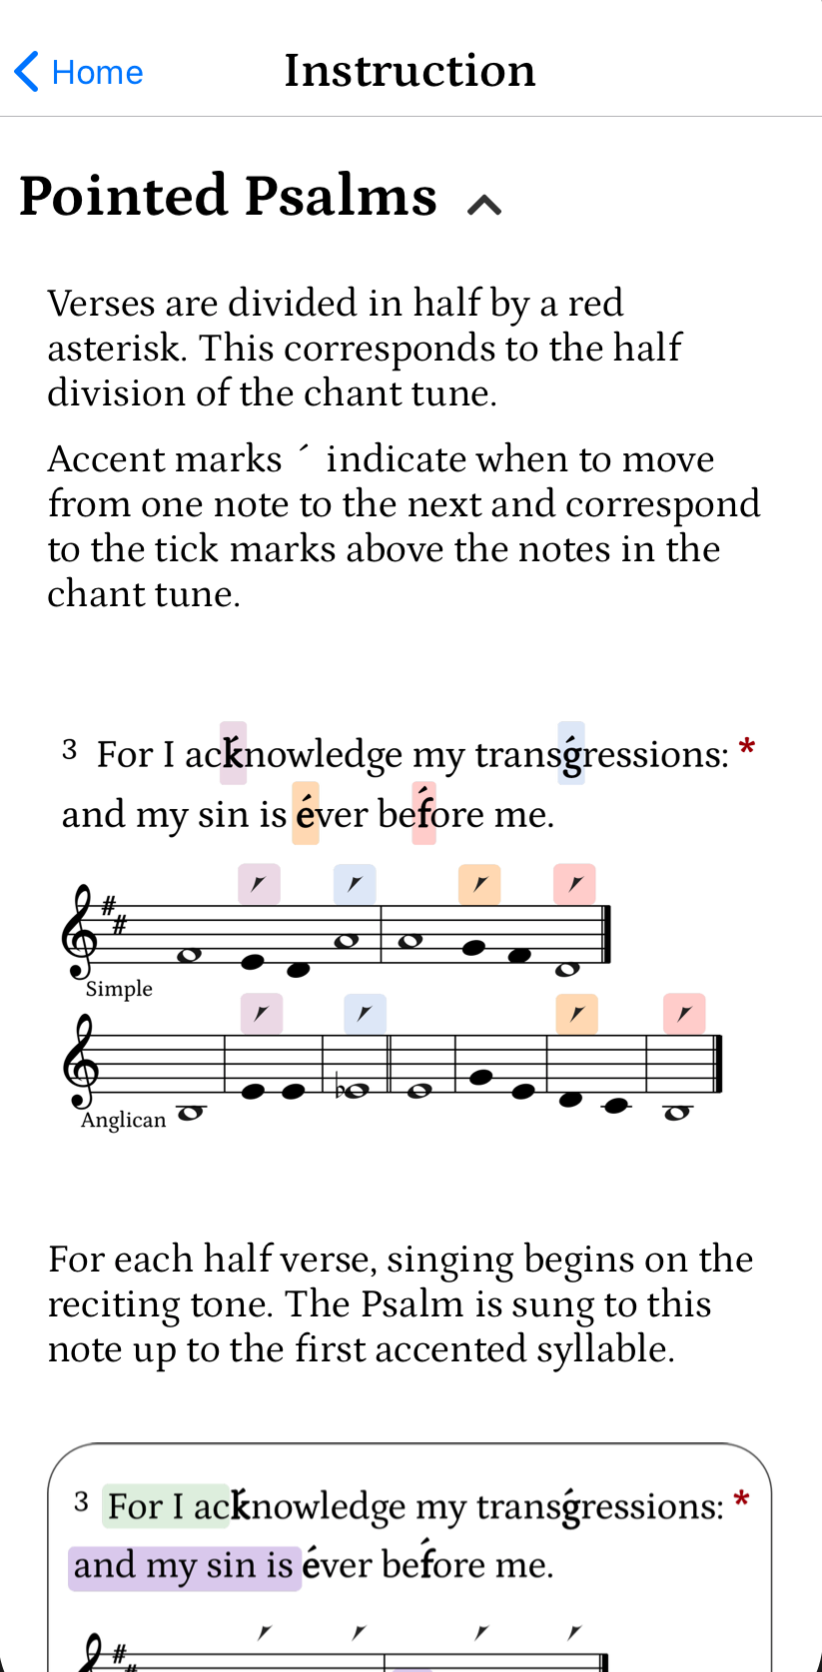 Home
Instruction
Pointed Psalms
Verses are divided in half by a red
asterisk. This corresponds to the half
division of the chant tune.
Accent marks ´ indicate when to move
from one note to the next and correspond
to the tick marks above the notes in the
chant tune.
3 For I acḱnowledge my transǵressions: *
and my sin is éver bef́ore me.
Simple
Anglican
For each half verse, singing begins on the
reciting tone. The Psalm is sung to this
note up to the first accented syllable.
3 For I acḱnowledge my transǵressions: *
and my sin is éver bef́ore me.